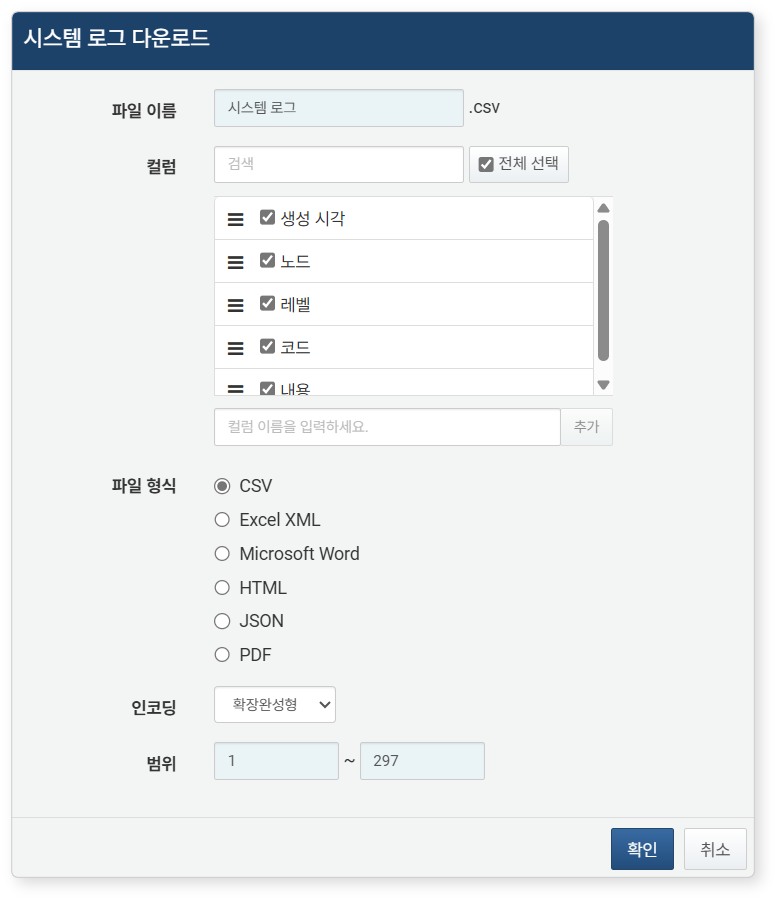 시스템 로그 다운로드
파일 이름
시스템 로그
.csv
컬럼
검색
전체 선택
생성 시각
노드
레벨
코드
내용
컬럼 이름을 입력하세요.
추가
파일 형식
CSV
Excel XML
Microsoft Word
HTML
JSON
PDF
인코딩
확장완성형
범위
1
~
297
확인
취소